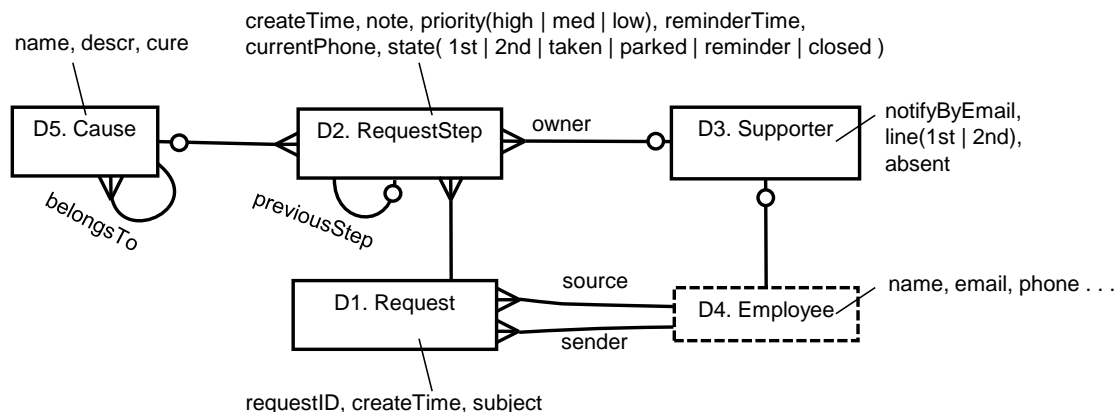 createTime, note, priority(high | med | low), reminderTime,
currentPhone, state( 1st | 2nd | taken | parked | reminder | closed )
name, descr, cure
D5. Cause
D2. RequestStep
owner
D3. Supporter
notifyByEmail,
line(1st | 2nd),
absent
belongsTo
previousStep
D1. Request
source
sender
D4. Employee
name, email, phone . . .
requestID, createTime, subject